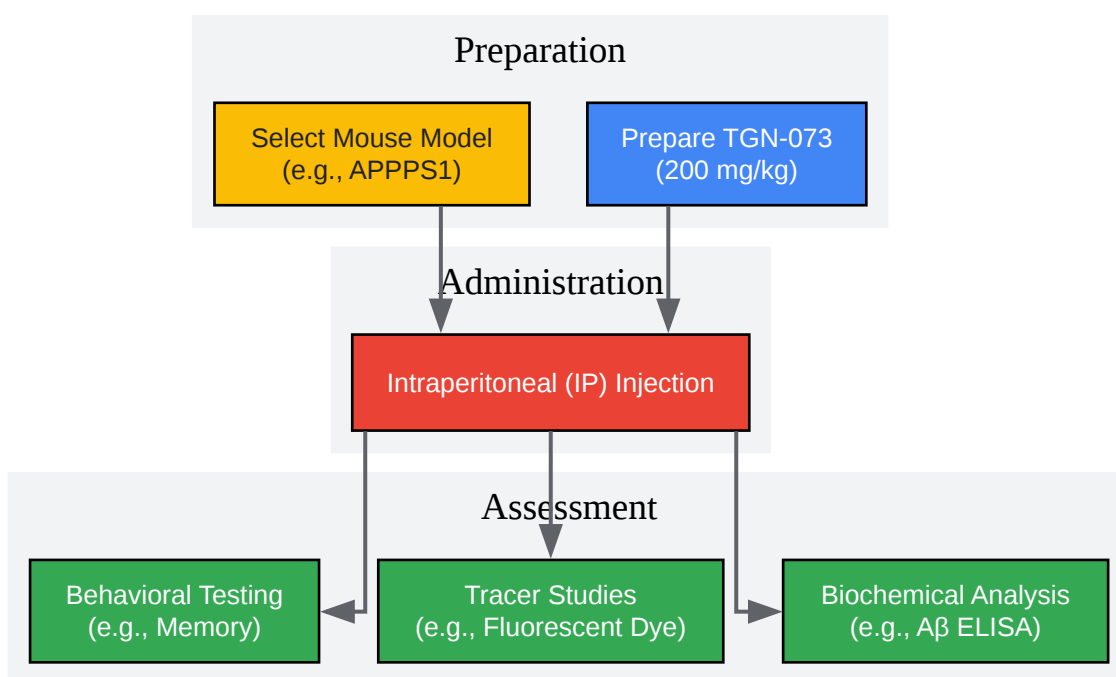 Preparation
Select Mouse Model
(e.g., APPPS1)
Prepare TGN-073
(200 mg/kg)
Administration
Intraperitoneal (IP) Injection
Assessment
Behavioral Testing
(e.g., Memory)
Tracer Studies
(e.g., Fluorescent Dye)
Biochemical Analysis
(e.g., Aβ ELISA)